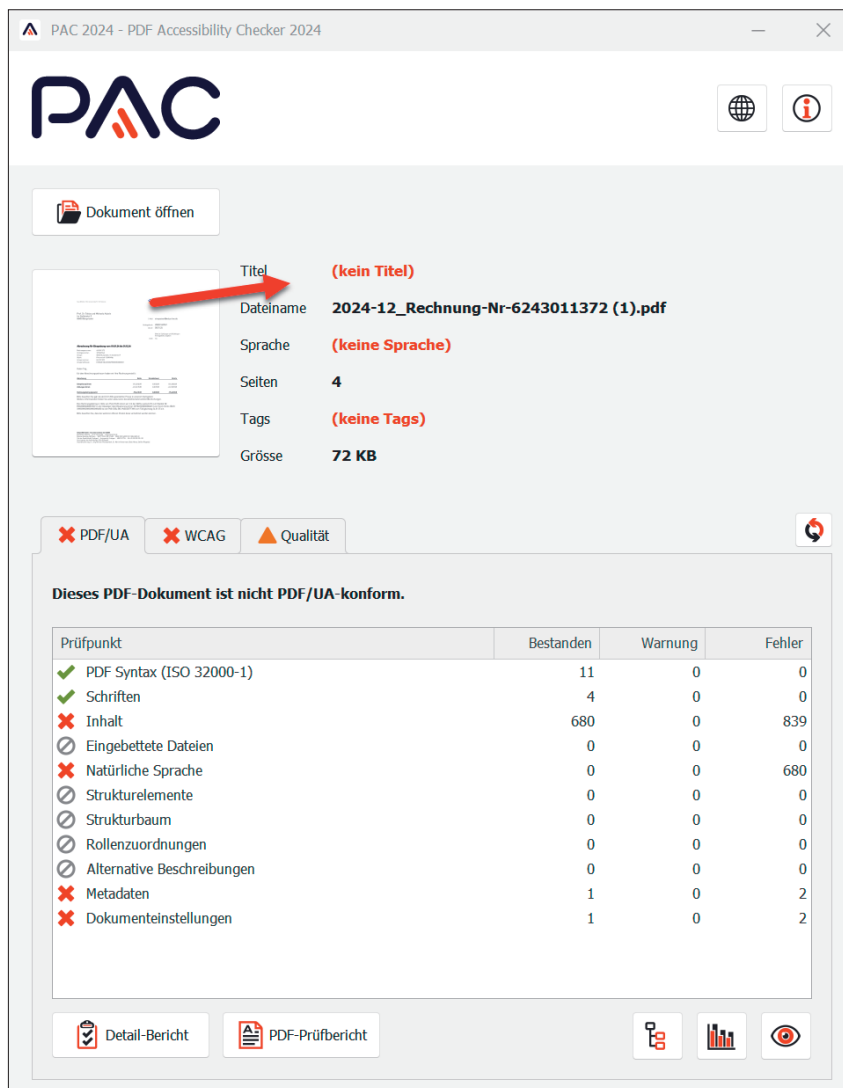 PAC 2024 - PDF Accessibility Checker 2024
PAC
Dokument öffnen
Titel (kein Titel)
Dateiname 2024-12_Rechnung-Nr-6243011372 (1).pdf
Sprache (keine Sprache)
Seiten 4
Tags (keine Tags)
Grösse 72 KB
PDF/UA WCAG Qualität
Dieses PDF-Dokument ist nicht PDF/UA-konform.
Prüfpunkt Bestanden Warnung Fehler
PDF Syntax (ISO 32000-1) 11 0 0
Schriften 4 0 0
Inhalt 680 0 839
Eingebettete Dateien 0 0 0
Natürliche Sprache 0 0 680
Strukturelemente 0 0 0
Strukturbaum 0 0 0
Rollenzuordnungen 0 0 0
Alternative Beschreibungen 0 0 0
Metadaten 1 0 2
Dokumenteinstellungen 1 0 2
Detail-Bericht PDF-Prüfbericht